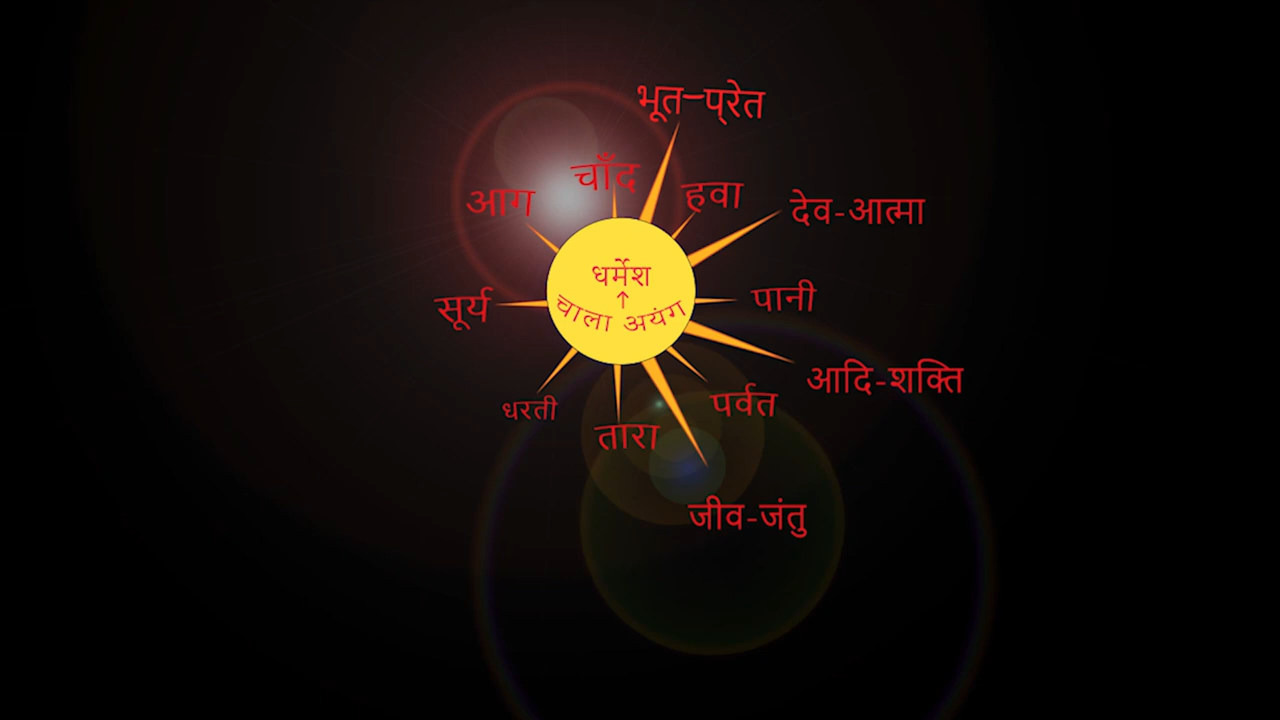 भूत-प्रेत
चाँद
हवा
आग
देव-आत्मा
धर्मेश
↑
चाला अयंग
सूर्य
पानी
आदि-शक्ति
पर्वत
धरती
तारा
जीव-जंतु